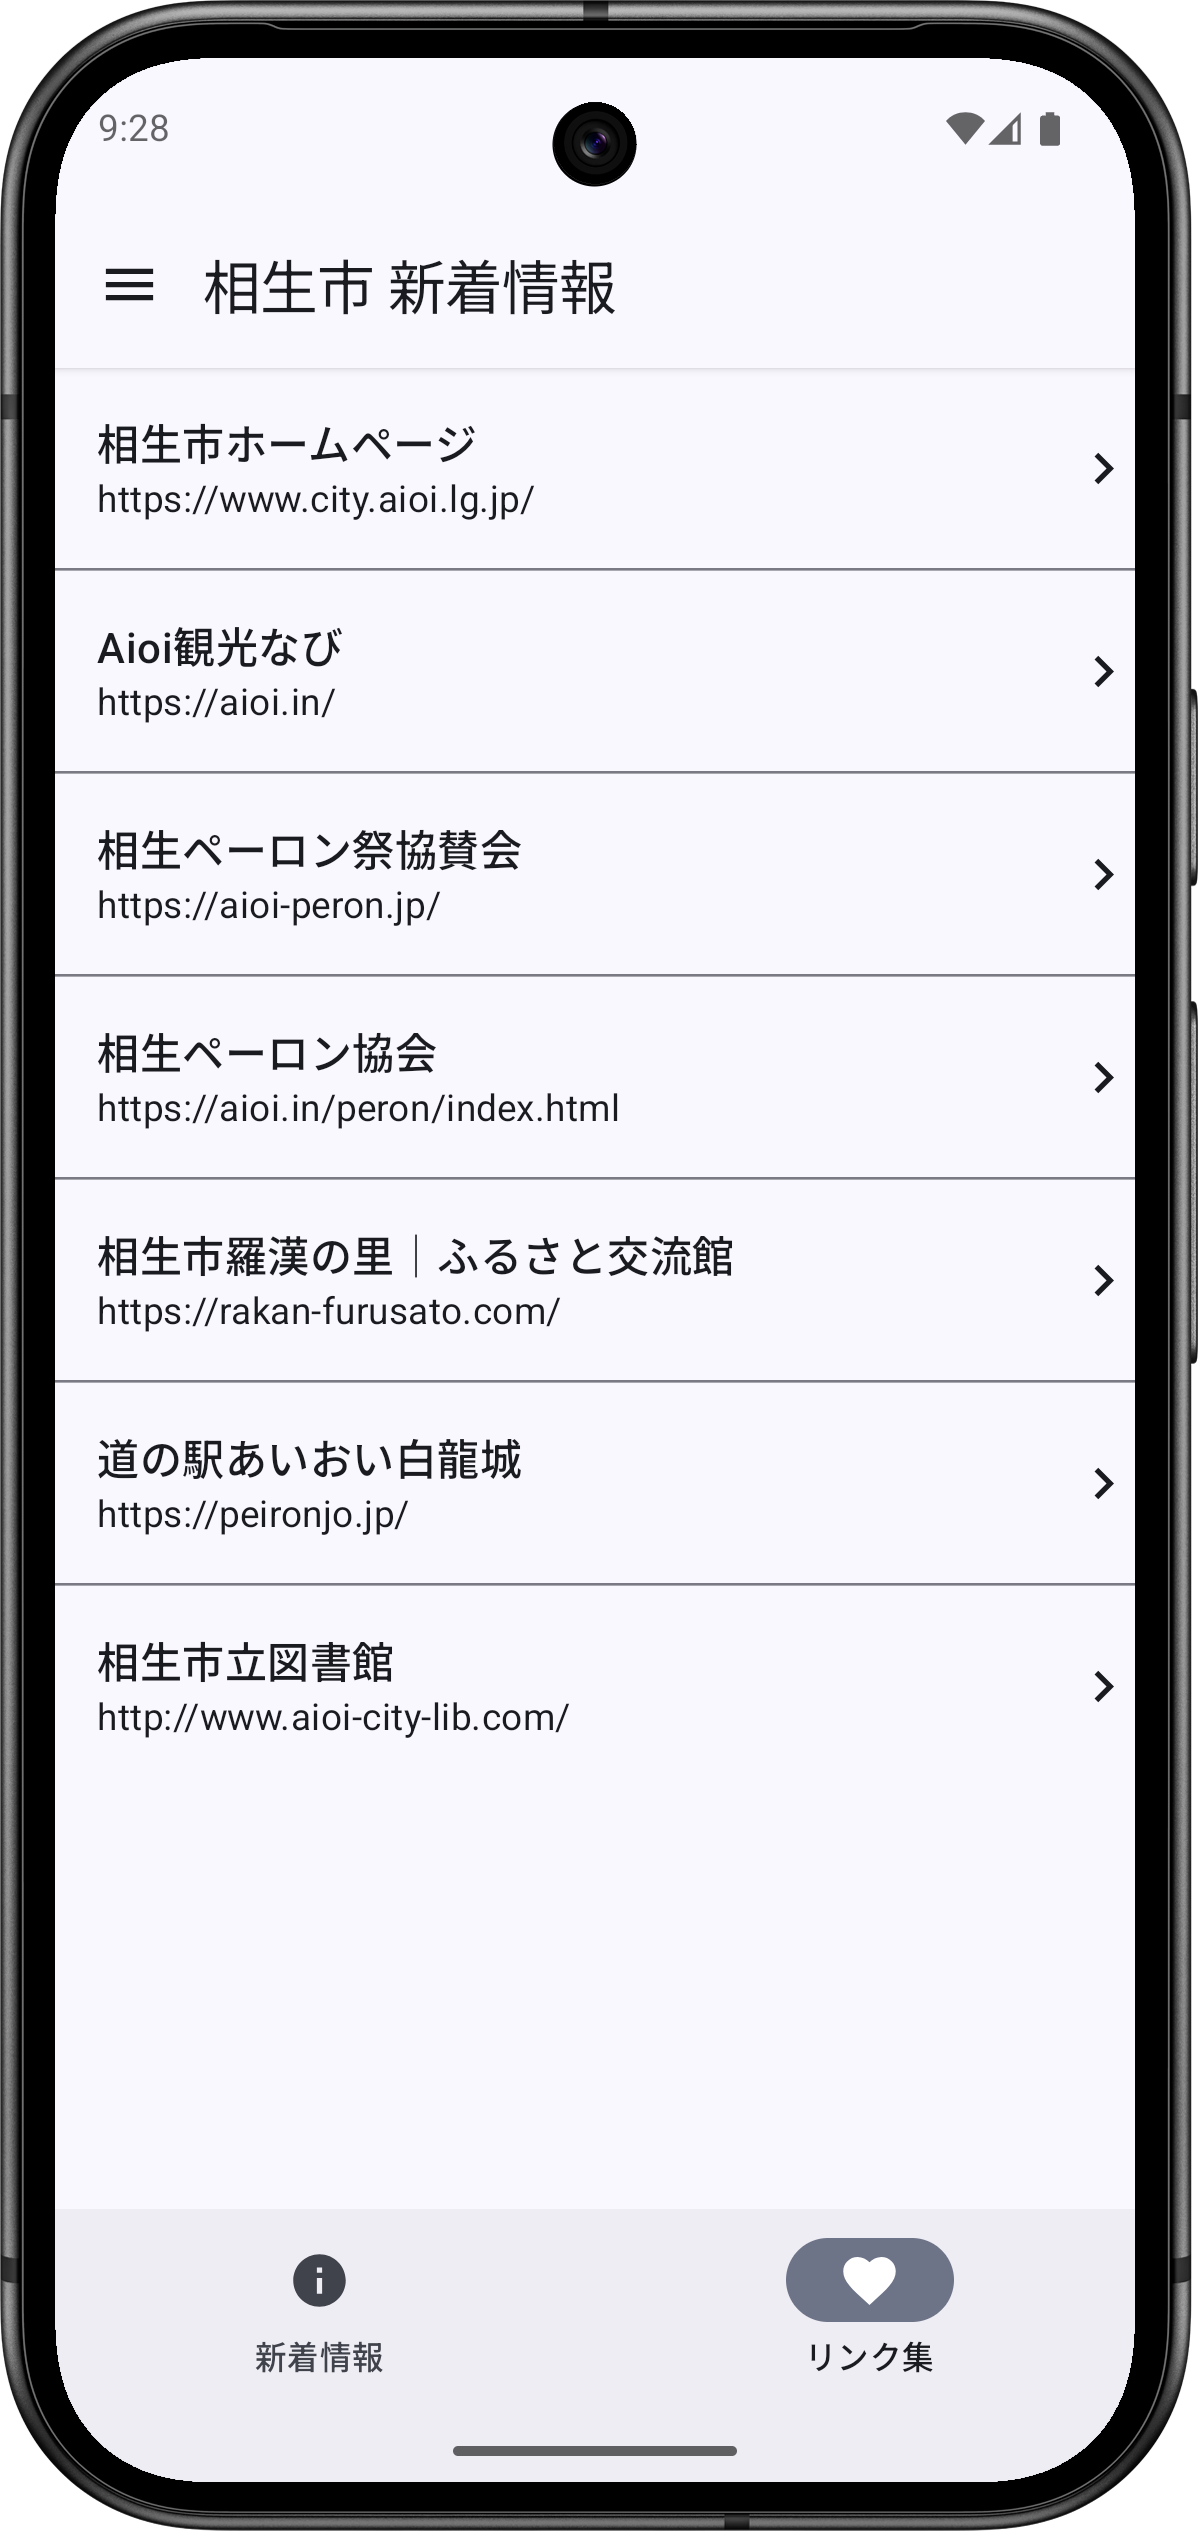 9:28
相生市 新着情報
相生市ホームページ
https://www.city.aioi.lg.jp/
Aioi観光なび
https://aioi.in/
相生ペーロン祭協賛会
https://aioi-peron.jp/
相生ペーロン協会
https://aioi.in/peron/index.html
相生市羅漢の里｜ふるさと交流館
https://rakan-furusato.com/
道の駅あいおい白龍城
https://peironjo.jp/
相生市立図書館
http://www.aioi-city-lib.com/
新着情報
リンク集